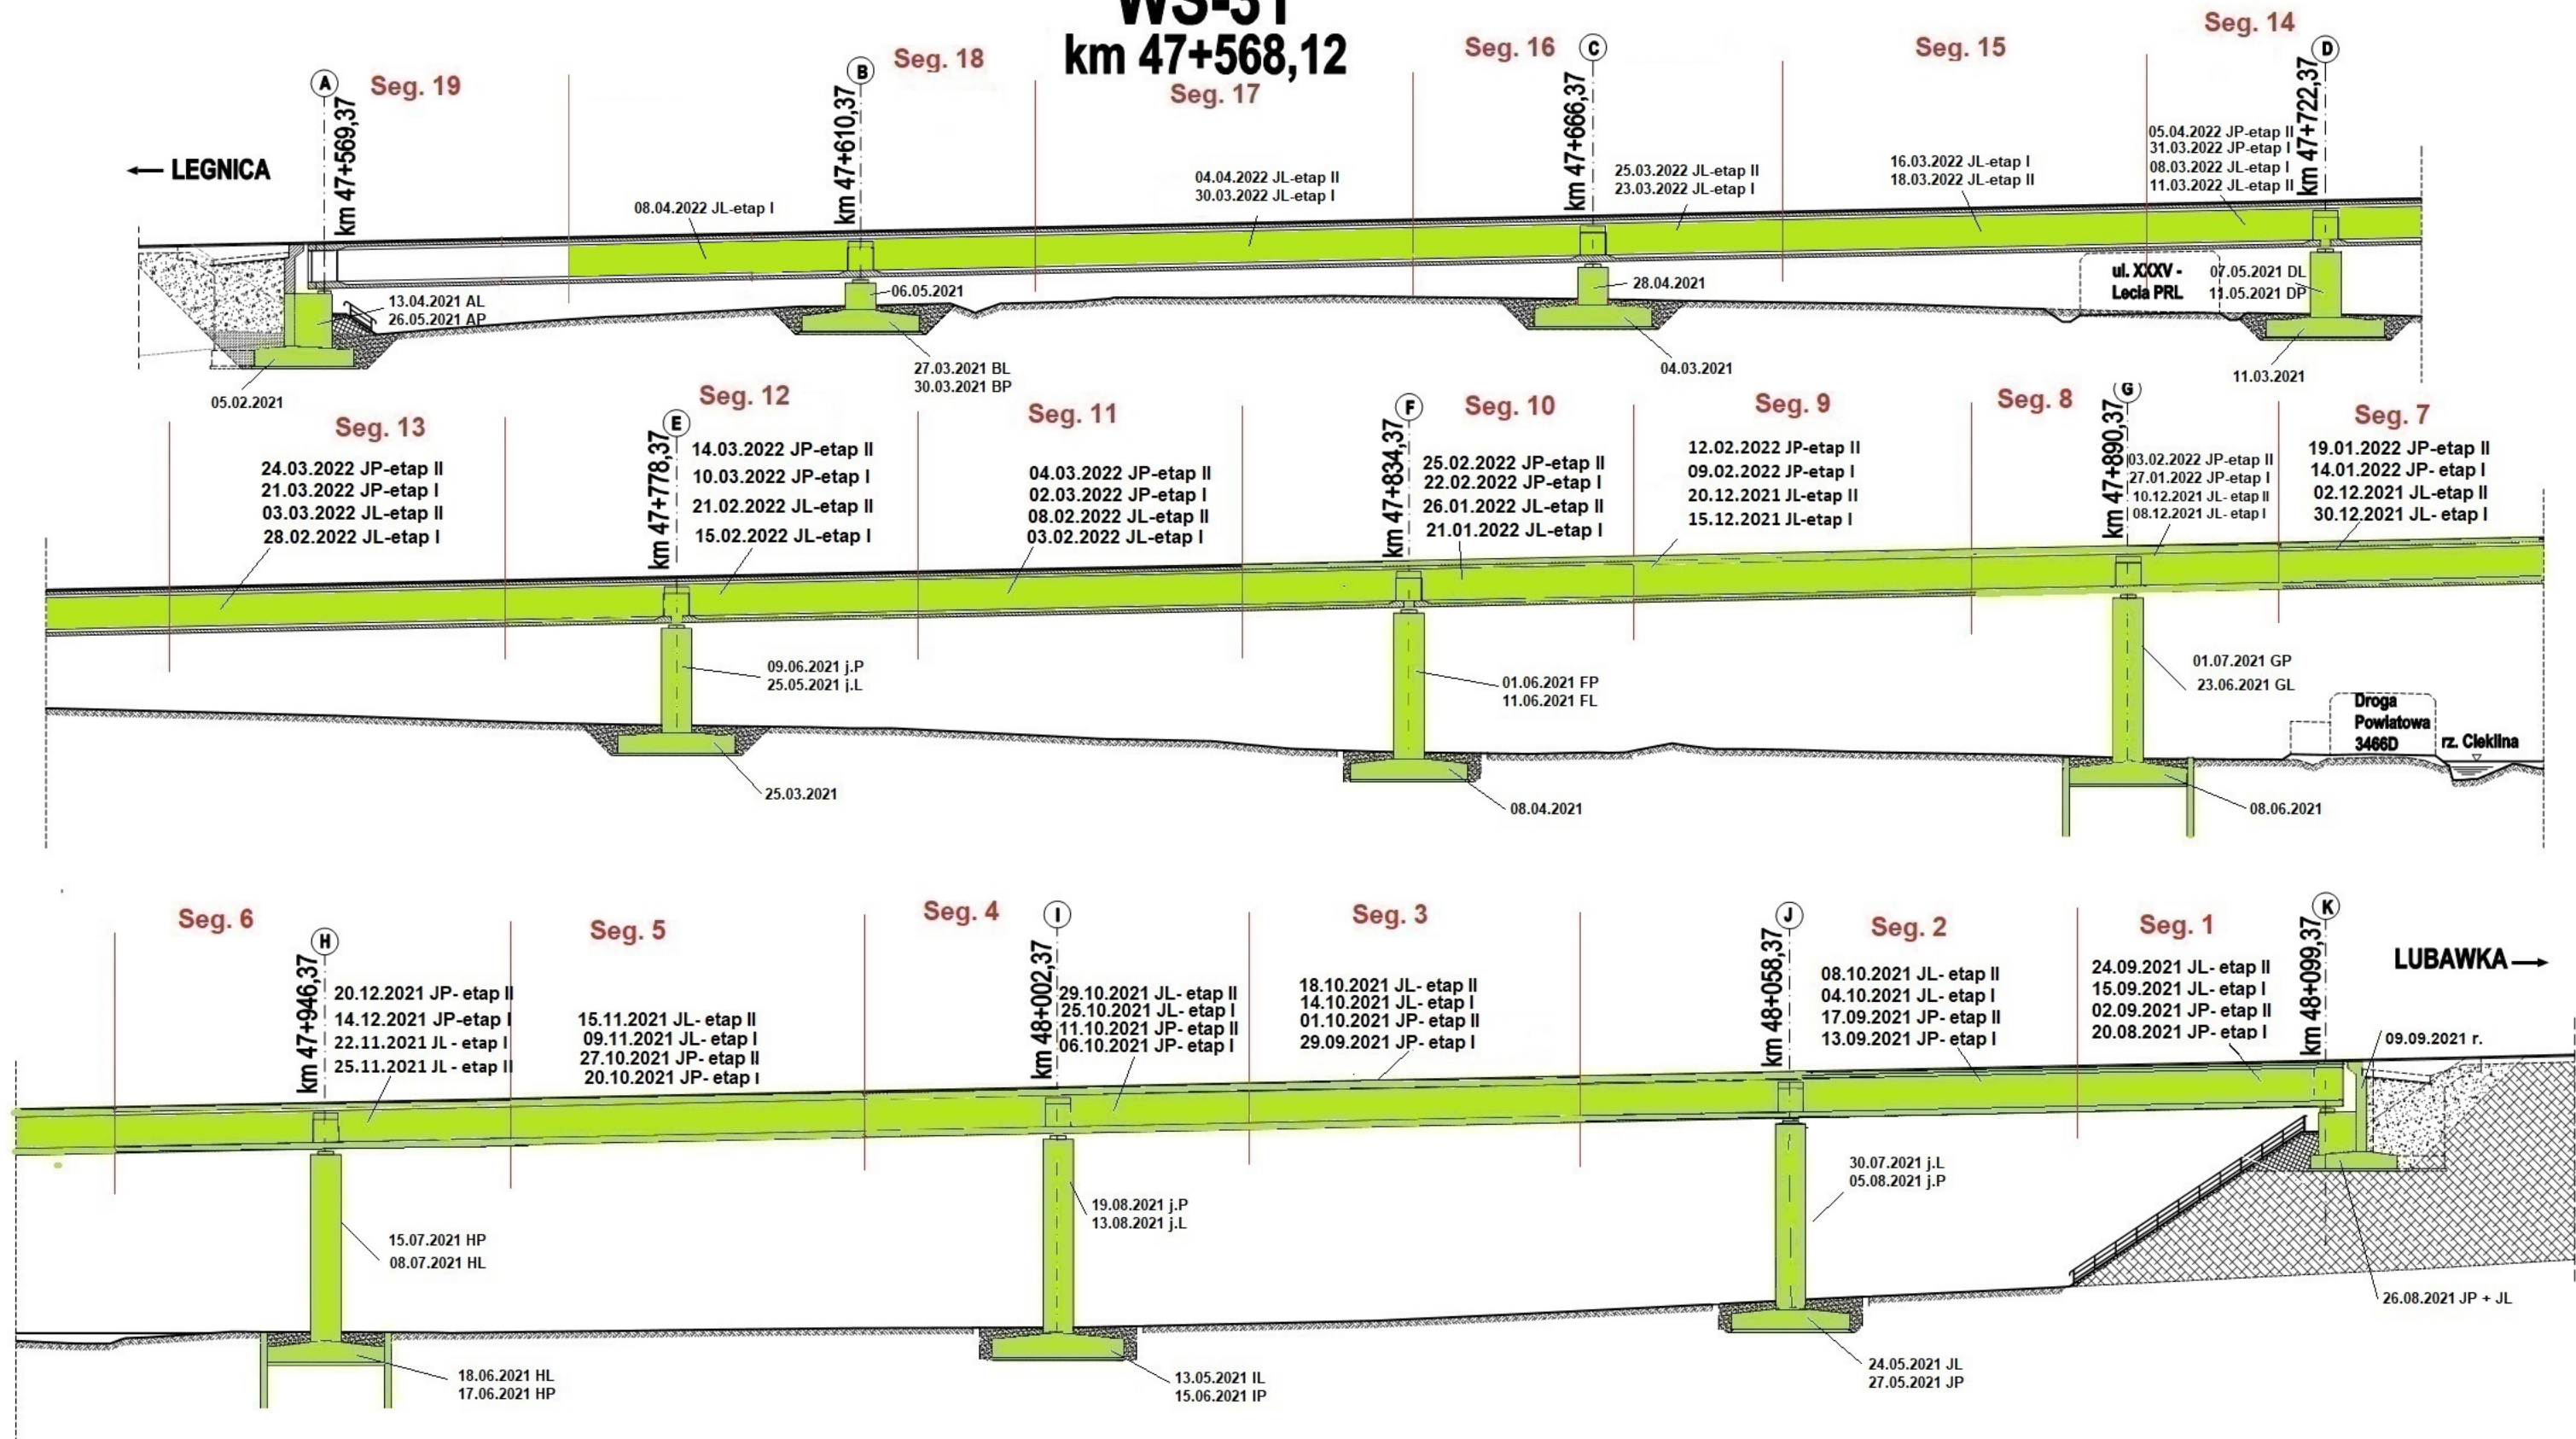 WS-31
km 47+568,12
Seg. 19
Seg. 18
Seg. 17
Seg. 16
Seg. 15
Seg. 14
A
B
C
D
km 47+569,37
km 47+610,37
km 47+666,37
km 47+722,37
← LEGNICA
08.04.2022 JL-etap I
04.04.2022 JL-etap II
30.03.2022 JL-etap I
25.03.2022 JL-etap II
23.03.2022 JL-etap I
16.03.2022 JL-etap I
18.03.2022 JL-etap II
05.04.2022 JP-etap II
31.03.2022 JP-etap I
08.03.2022 JL-etap I
11.03.2022 JL-etap II
13.04.2021 AL
26.05.2021 AP
06.05.2021
28.04.2021
ul. XXXV -
Lecia PRL
07.05.2021 DL
11.05.2021 DP
05.02.2021
27.03.2021 BL
30.03.2021 BP
04.03.2021
11.03.2021
Seg. 13
Seg. 12
Seg. 11
Seg. 10
Seg. 9
Seg. 8
Seg. 7
E
F
G
km 47+778,37
km 47+834,37
km 47+890,37
24.03.2022 JP-etap II
21.03.2022 JP-etap I
03.03.2022 JL-etap II
28.02.2022 JL-etap I
14.03.2022 JP-etap II
10.03.2022 JP-etap I
21.02.2022 JL-etap II
15.02.2022 JL-etap I
04.03.2022 JP-etap II
02.03.2022 JP-etap I
08.02.2022 JL-etap II
03.02.2022 JL-etap I
25.02.2022 JP-etap II
22.02.2022 JP-etap I
26.01.2022 JL-etap II
21.01.2022 JL-etap I
12.02.2022 JP-etap II
09.02.2022 JP-etap I
20.12.2021 JL-etap II
15.12.2021 JL-etap I
03.02.2022 JP-etap II
27.01.2022 JP-etap I
10.12.2021 JL- etap II
08.12.2021 JL- etap I
19.01.2022 JP-etap II
14.01.2022 JP- etap I
02.12.2021 JL-etap II
30.12.2021 JL- etap I
09.06.2021 j.P
25.05.2021 j.L
01.06.2021 FP
11.06.2021 FL
01.07.2021 GP
23.06.2021 GL
Droga
Powiatowa
3466D
rz. Cieklina
25.03.2021
08.04.2021
08.06.2021
Seg. 6
Seg. 5
Seg. 4
Seg. 3
Seg. 2
Seg. 1
H
I
J
K
km 47+946,37
km 48+002,37
km 48+058,37
km 48+099,37
LUBAWKA →
20.12.2021 JP- etap II
14.12.2021 JP-etap I
22.11.2021 JL - etap I
25.11.2021 JL - etap II
15.11.2021 JL- etap II
09.11.2021 JL- etap I
27.10.2021 JP- etap II
20.10.2021 JP- etap I
29.10.2021 JL- etap II
25.10.2021 JL- etap I
11.10.2021 JP- etap II
06.10.2021 JP- etap I
18.10.2021 JL- etap II
14.10.2021 JL- etap I
01.10.2021 JP- etap II
29.09.2021 JP- etap I
08.10.2021 JL- etap II
04.10.2021 JL- etap I
17.09.2021 JP- etap II
13.09.2021 JP- etap I
24.09.2021 JL- etap II
15.09.2021 JL- etap I
02.09.2021 JP- etap II
20.08.2021 JP- etap I
09.09.2021 r.
15.07.2021 HP
08.07.2021 HL
19.08.2021 j.P
13.08.2021 j.L
30.07.2021 j.L
05.08.2021 j.P
26.08.2021 JP + JL
18.06.2021 HL
17.06.2021 HP
13.05.2021 IL
15.06.2021 IP
24.05.2021 JL
27.05.2021 JP